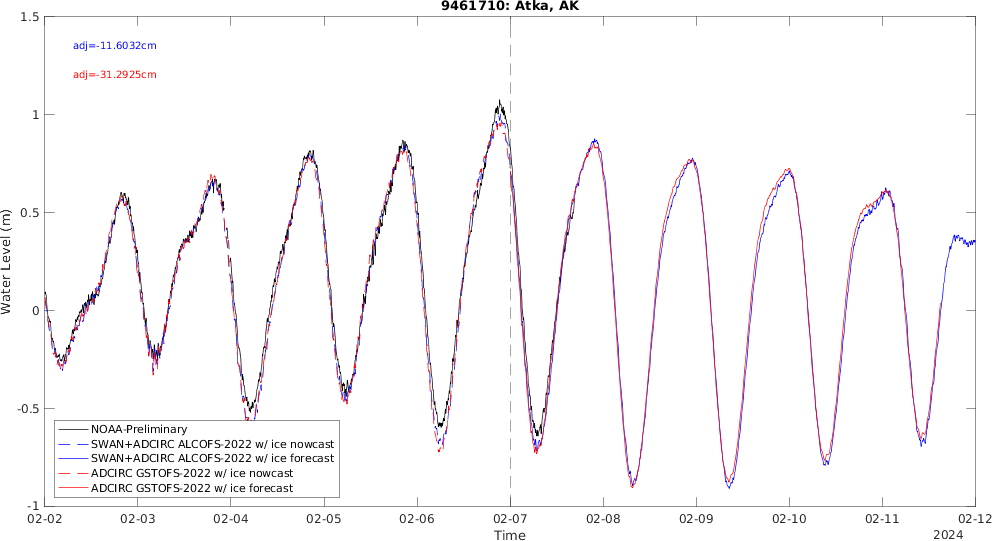 9461710: Atka, AK
adj=-11.6032cm
adj=-31.2925cm
1.5
1
0.5
0
-0.5
-1
Water Level (m)
NOAA-Preliminary
SWAN+ADCIRC ALCOFS-2022 w/ ice nowcast
SWAN+ADCIRC ALCOFS-2022 w/ ice forecast
ADCIRC GSTOFS-2022 w/ ice nowcast
ADCIRC GSTOFS-2022 w/ ice forecast
02-02 02-03 02-04 02-05 02-06 02-07 02-08 02-09 02-10 02-11 02-12
Time
2024